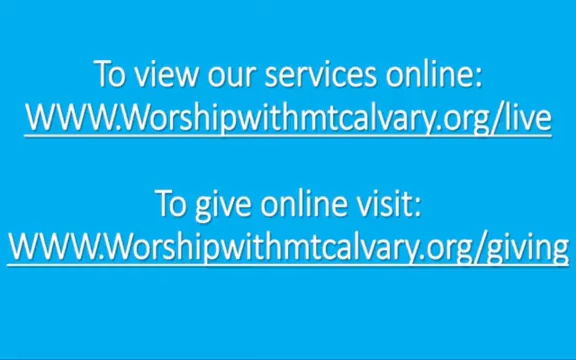 To view our services online:
WWW.Worshipwithmtcalvary.org/live
To give online visit:
WWW.Worshipwithmtcalvary.org/giving